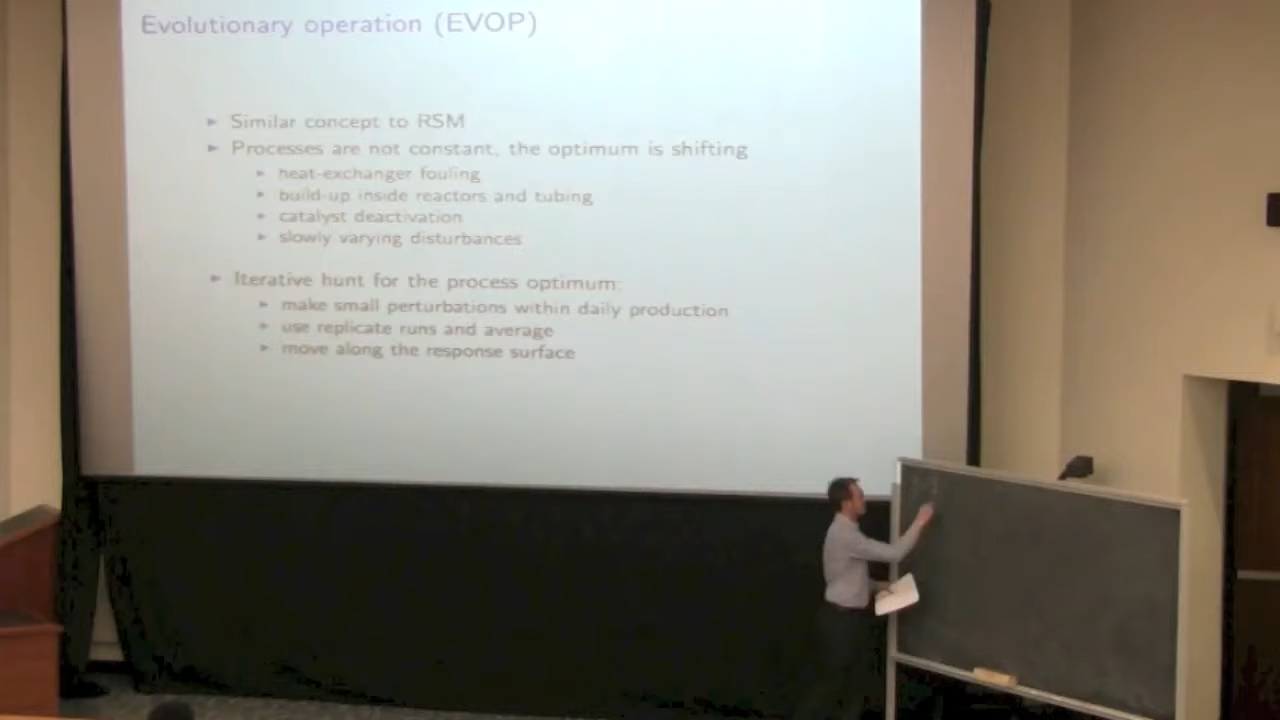 Evolutionary operation (EVOP)
► Similar concept to RSM
► Processes are not constant, the optimum is shifting
► heat-exchanger fouling
► build-up inside reactors and tubing
► catalyst deactivation
► slowly varying disturbances
► Iterative hunt for the process optimum:
► make small perturbations within daily production
► use replicate runs and average
► move along the response surface